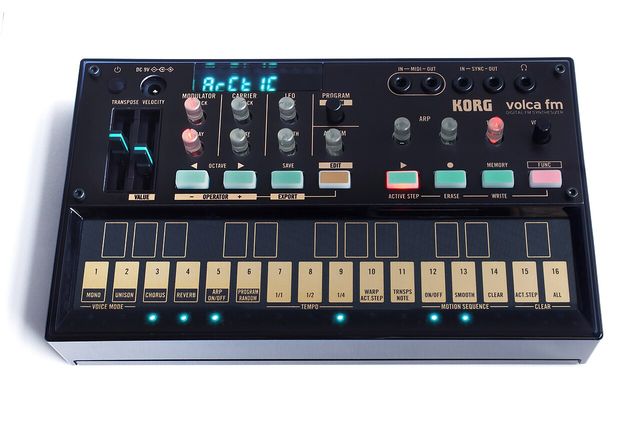 DC 9V
IN - MIDI - OUT
IN - SYNC - OUT
ArCtIC
TRANSPOSE VELOCITY
MODULATOR CARRIER LFO PROGRAM
KORG volca fm
DIGITAL FM SYNTHESIZER
ARP
◄ OCTAVE ► SAVE EDIT
► ● MEMORY FUNC
VALUE
− OPERATOR + EXPORT
ACTIVE STEP ERASE WRITE
1 2 3 4 5 6 7 8 9 10 11 12 13 14 15 16
MONO UNISON CHORUS REVERB ARP ON/OFF PROGRAM RANDOM 1/1 1/2 1/4 WARP ACT STEP TRNSPS NOTE ON/OFF SMOOTH CLEAR ACT STEP ALL
VOICE MODE TEMPO MOTION SEQUENCE CLEAR